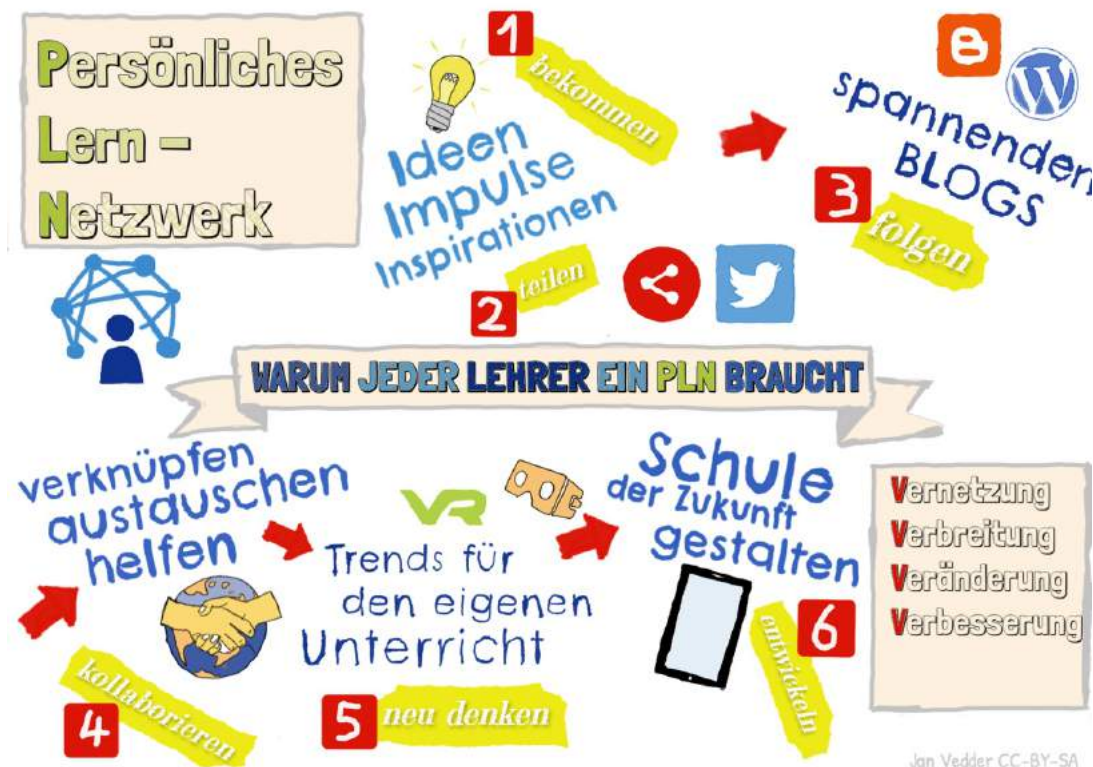 Persönliches
Lern –
Netzwerk
1
bekommen
Ideen
Impulse
Inspirationen
2
teilen
spannenden
BLOGS
3
folgen
WARUM JEDER LEHRER EIN PLN BRAUCHT
verknüpfen
austauschen
helfen
4
kollaborieren
VR
Trends für
den eigenen
Unterricht
5
neu denken
Schule
der Zukunft
gestalten
6
entwickeln
Vernetzung
Verbreitung
Veränderung
Verbesserung
Jan Vedder CC-BY-SA